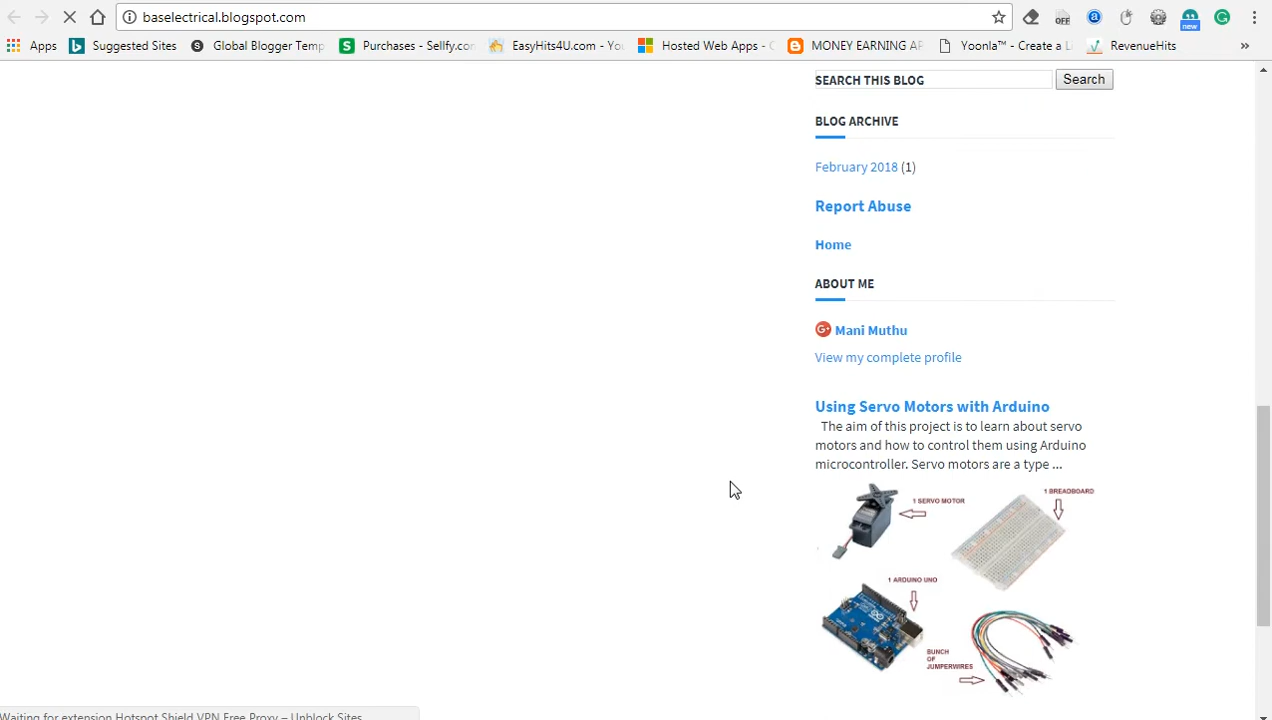 baselectrical.blogspot.com
OFF
new
Apps
Suggested Sites
Global Blogger Temp
Purchases - Sellfy.co
EasyHits4U.com - Yo
Hosted Web Apps -
MONEY EARNING AP
Yoonla™ - Create a L
RevenueHits
»
SEARCH THIS BLOG
Search
BLOG ARCHIVE
February 2018 (1)
Report Abuse
Home
ABOUT ME
G+ Mani Muthu
View my complete profile
Using Servo Motors with Arduino
The aim of this project is to learn about servo
motors and how to control them using Arduino
microcontroller. Servo motors are a type ...
1 SERVO MOTOR
1 BREADBOARD
1 ARDUINO UNO
BUNCH
OF
JUMPERWIRES
Waiting for extension Hotspot Shield VPN Free Proxy – Unblock Sites